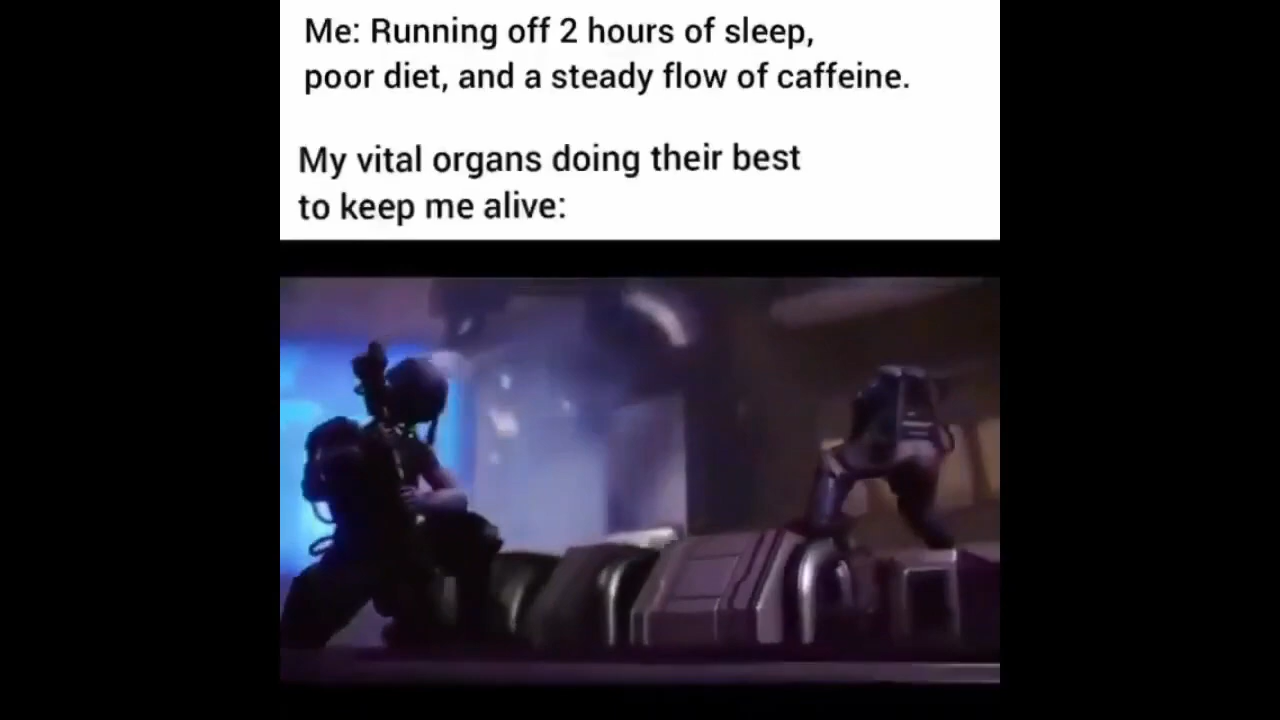 Me: Running off 2 hours of sleep,
poor diet, and a steady flow of caffeine.
My vital organs doing their best
to keep me alive: